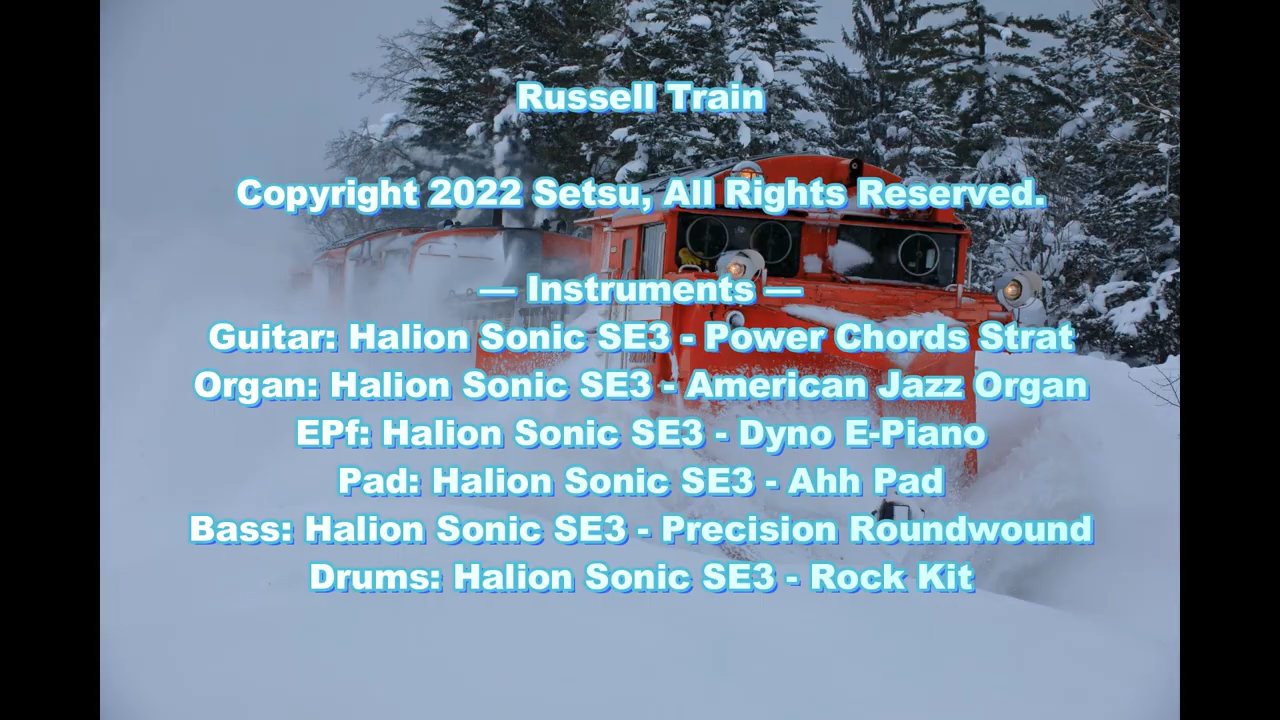 Russell Train
Copyright 2022 Setsu, All Rights Reserved.
— Instruments —
Guitar: Halion Sonic SE3 - Power Chords Strat
Organ: Halion Sonic SE3 - American Jazz Organ
EPf: Halion Sonic SE3 - Dyno E-Piano
Pad: Halion Sonic SE3 - Ahh Pad
Bass: Halion Sonic SE3 - Precision Roundwound
Drums: Halion Sonic SE3 - Rock Kit